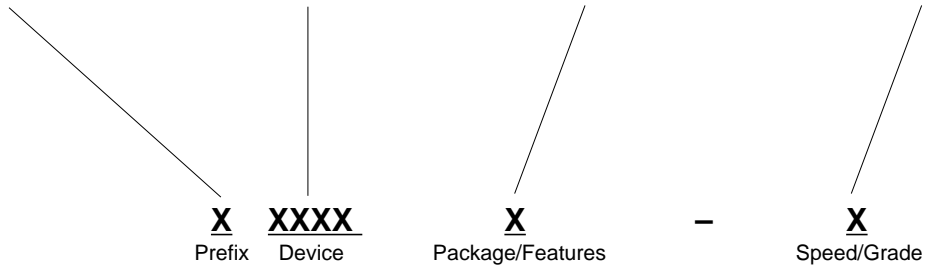 X XXXX X – X
Prefix Device Package/Features Speed/Grade